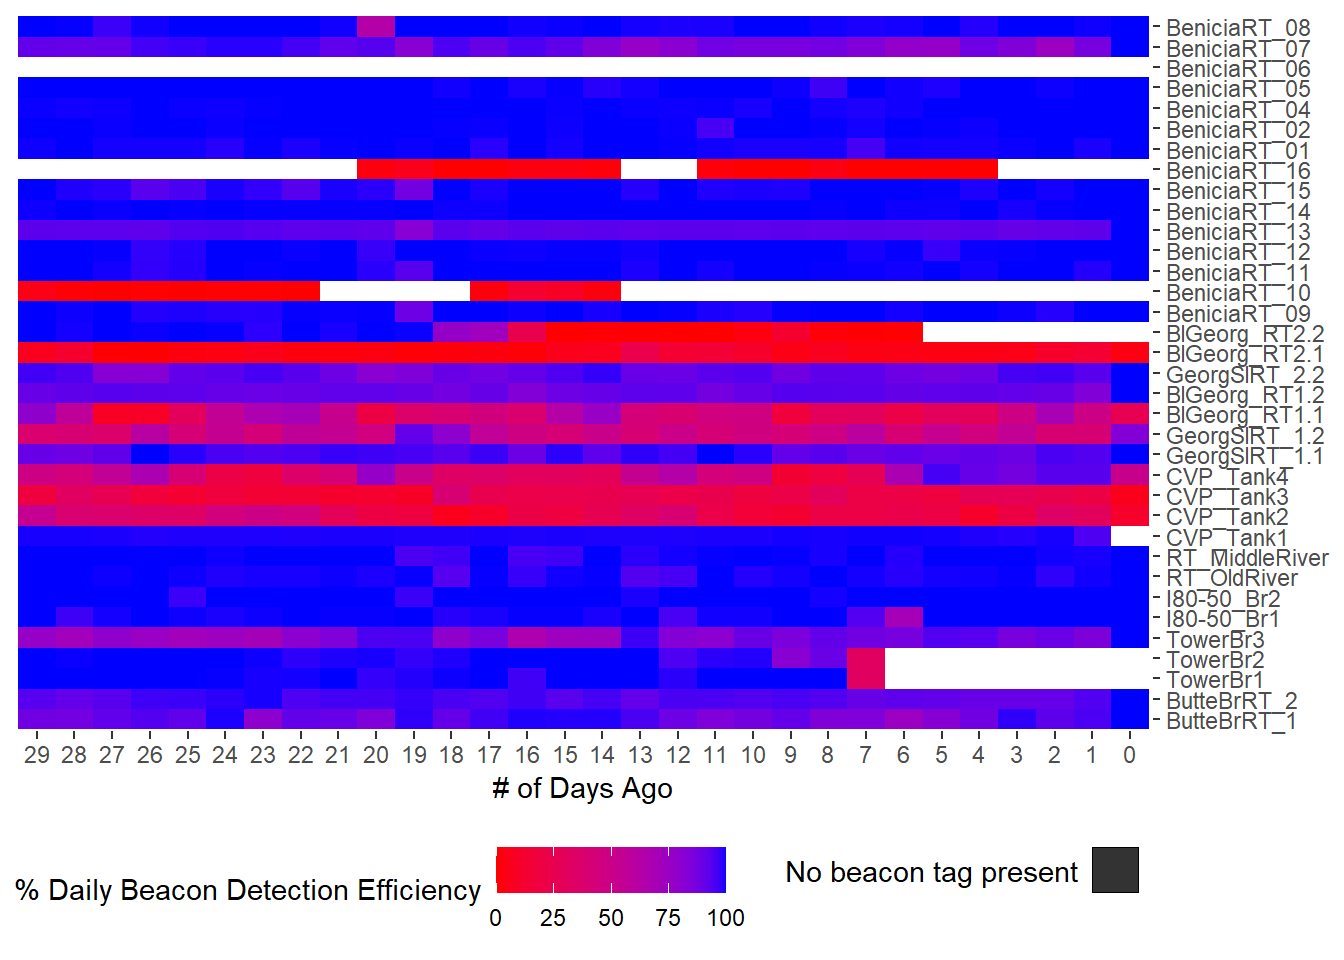 BeniciaRT_08
BeniciaRT_07
BeniciaRT_06
BeniciaRT_05
BeniciaRT_04
BeniciaRT_02
BeniciaRT_01
BeniciaRT_16
BeniciaRT_15
BeniciaRT_14
BeniciaRT_13
BeniciaRT_12
BeniciaRT_11
BeniciaRT_10
BeniciaRT_09
BlGeorg_RT2.2
BlGeorg_RT2.1
GeorgSlRT_2.2
BlGeorg_RT1.2
BlGeorg_RT1.1
GeorgSlRT_1.2
GeorgSlRT_1.1
CVP_Tank4
CVP_Tank3
CVP_Tank2
CVP_Tank1
RT_MiddleRiver
RT_OldRiver
I80-50_Br2
I80-50_Br1
TowerBr3
TowerBr2
TowerBr1
ButteBrRT_2
ButteBrRT_1
29 28 27 26 25 24 23 22 21 20 19 18 17 16 15 14 13 12 11 10 9 8 7 6 5 4 3 2 1 0
# of Days Ago
% Daily Beacon Detection Efficiency
0 25 50 75 100
No beacon tag present